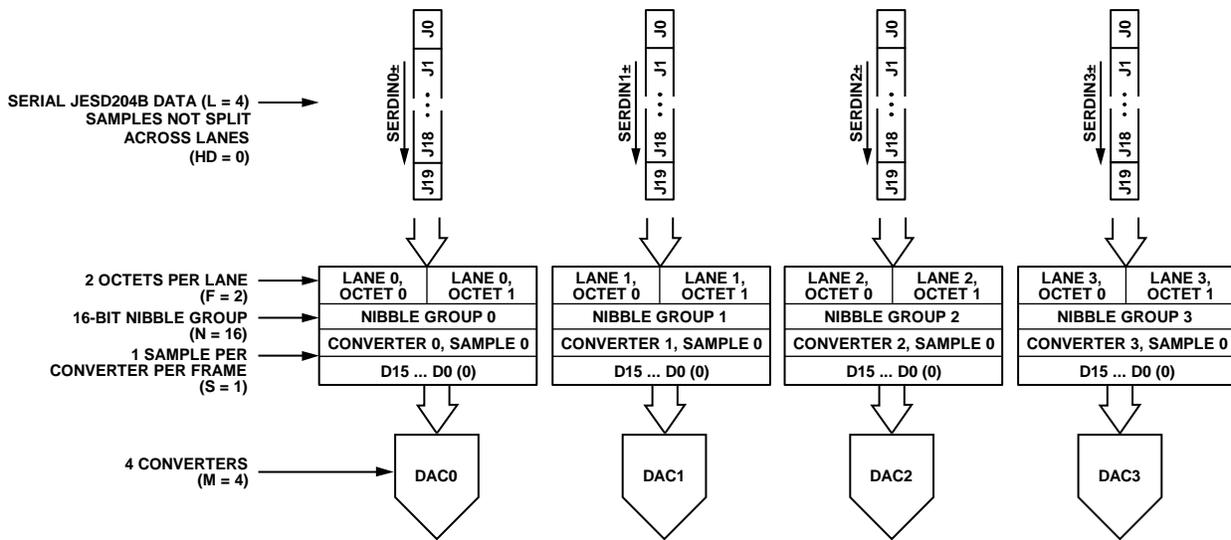 J0
J1
•••
J18
J19
SERDIN0±
J0
J1
•••
J18
J19
SERDIN1±
J0
J1
•••
J18
J19
SERDIN2±
J0
J1
•••
J18
J19
SERDIN3±
SERIAL JESD204B DATA (L = 4)
SAMPLES NOT SPLIT
ACROSS LANES
(HD = 0)
2 OCTETS PER LANE
(F = 2)
16-BIT NIBBLE GROUP
(N = 16)
1 SAMPLE PER
CONVERTER PER FRAME
(S = 1)
LANE 0,
OCTET 0
LANE 0,
OCTET 1
NIBBLE GROUP 0
CONVERTER 0, SAMPLE 0
D15 ... D0 (0)
LANE 1,
OCTET 0
LANE 1,
OCTET 1
NIBBLE GROUP 1
CONVERTER 1, SAMPLE 0
D15 ... D0 (0)
LANE 2,
OCTET 0
LANE 2,
OCTET 1
NIBBLE GROUP 2
CONVERTER 2, SAMPLE 0
D15 ... D0 (0)
LANE 3,
OCTET 0
LANE 3,
OCTET 1
NIBBLE GROUP 3
CONVERTER 3, SAMPLE 0
D15 ... D0 (0)
4 CONVERTERS
(M = 4)
DAC0
DAC1
DAC2
DAC3